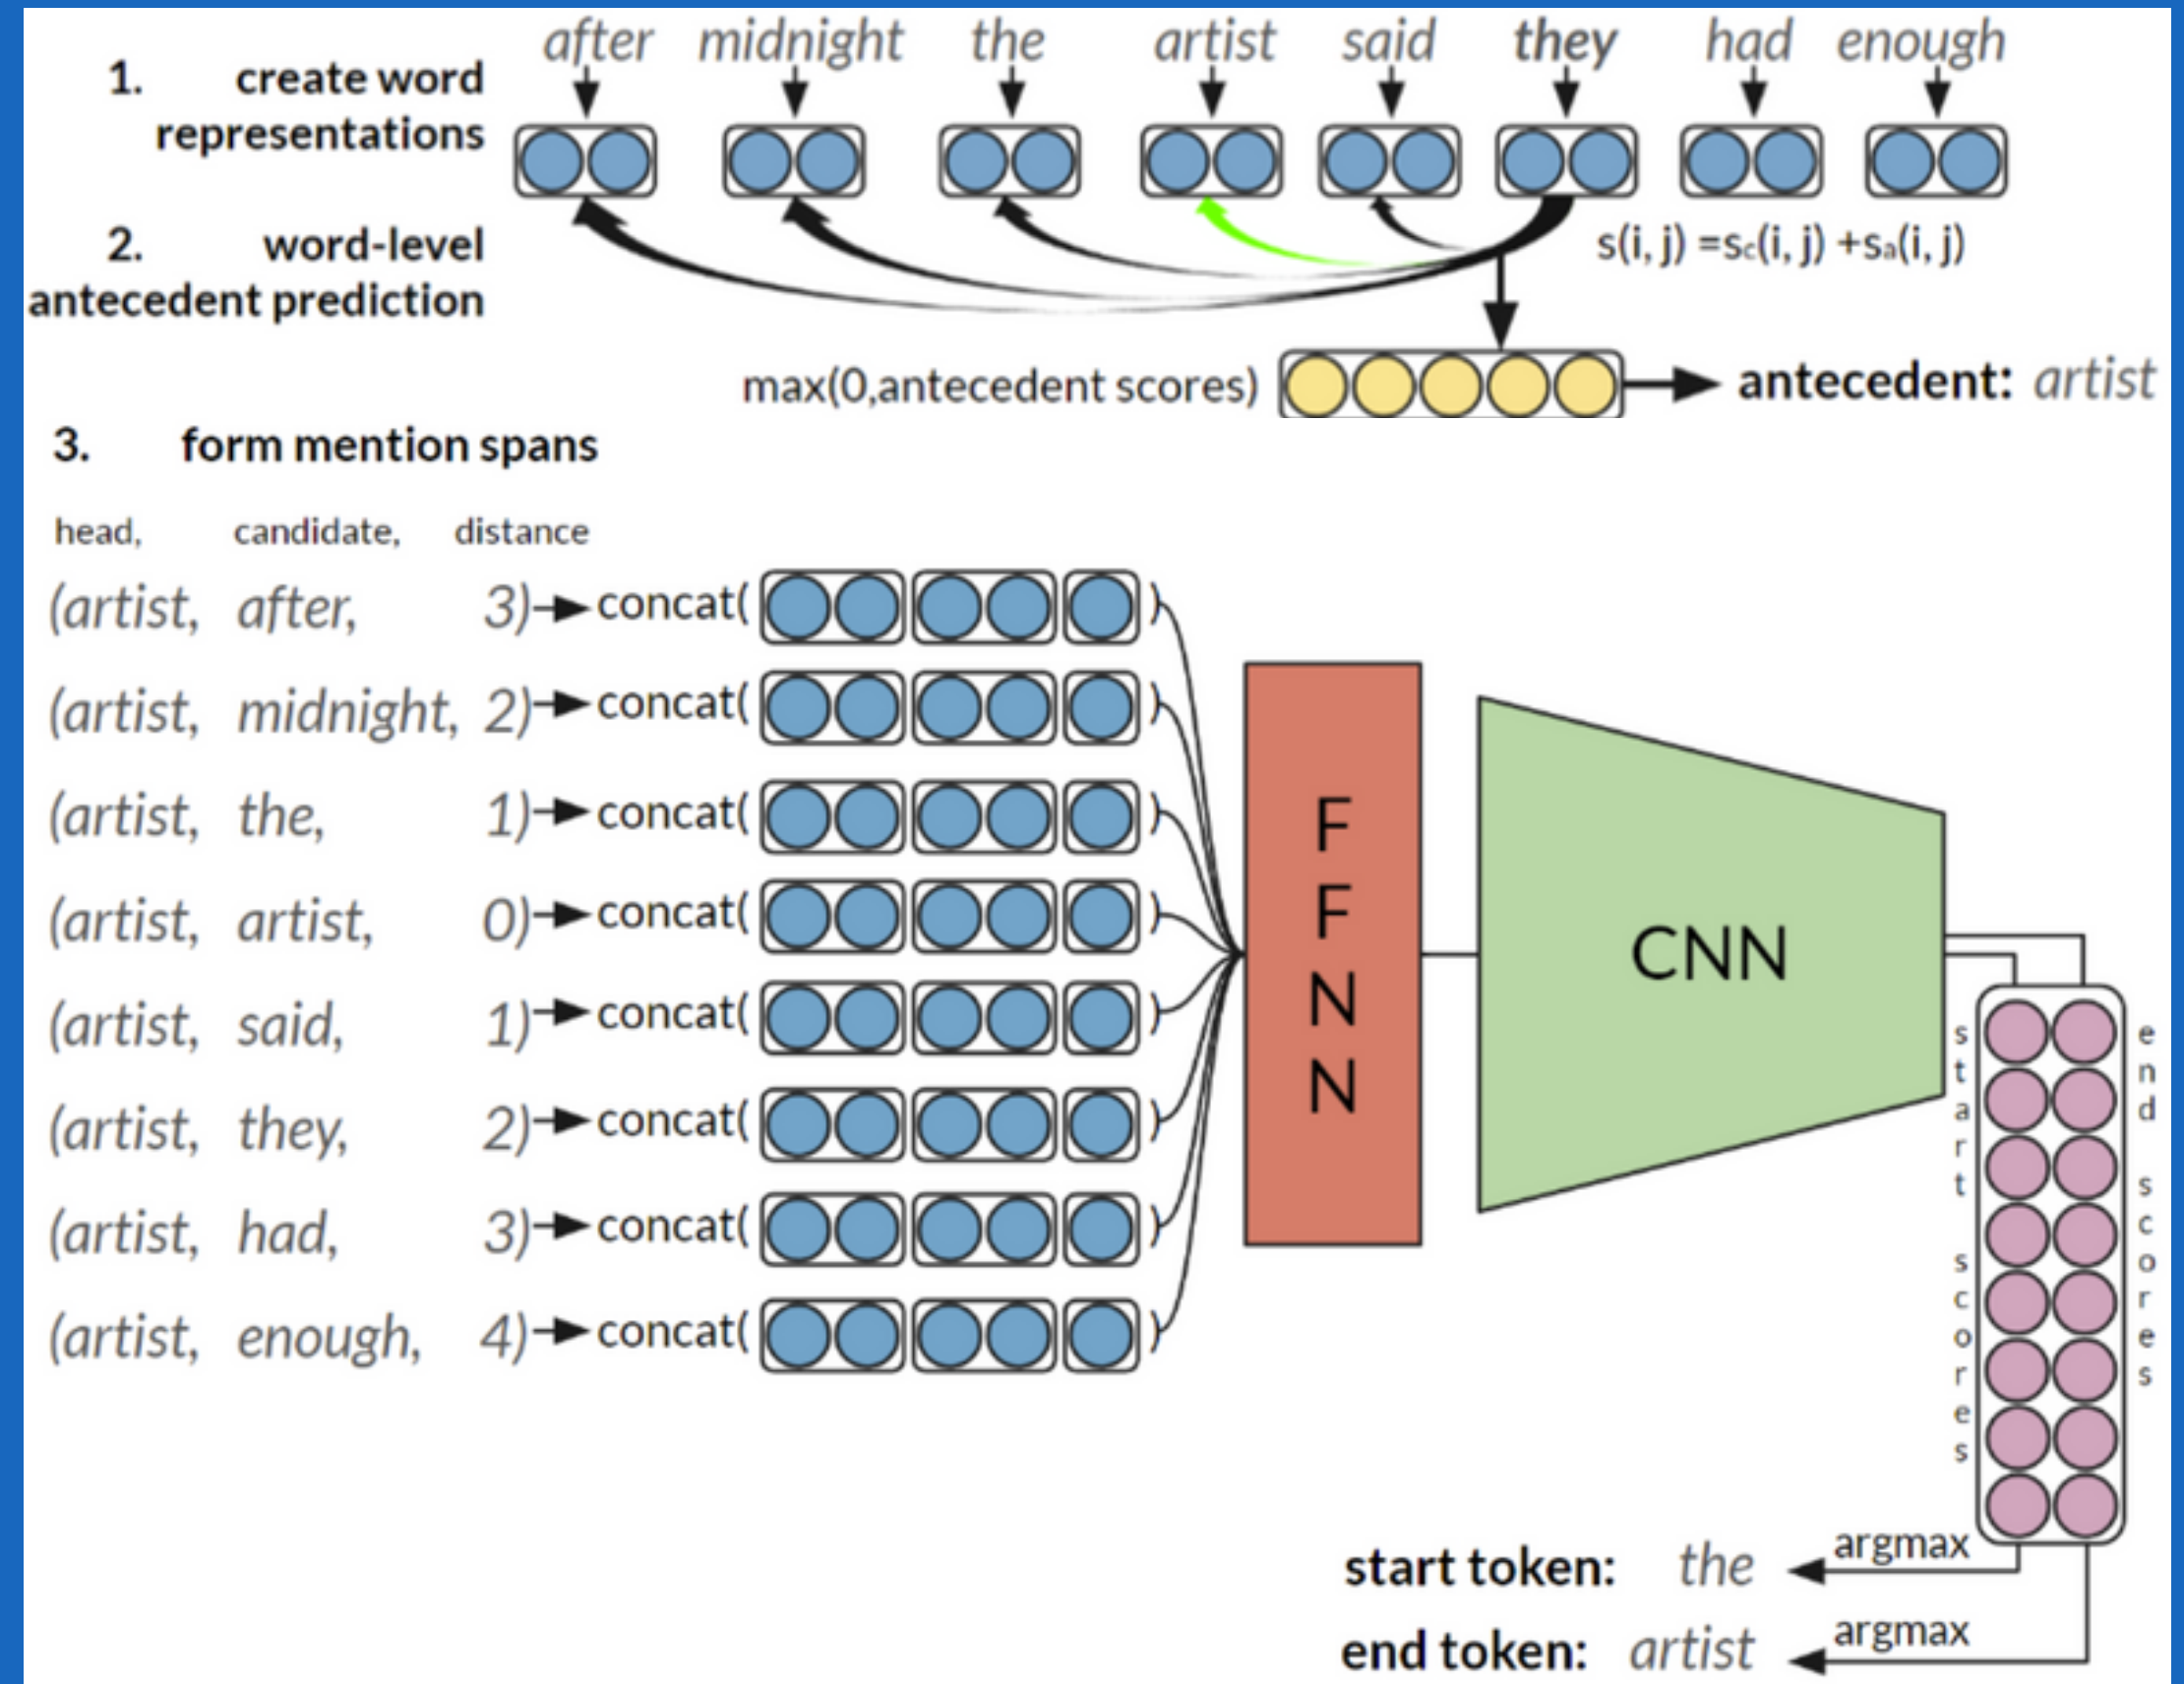 after midnight the artist said they had enough
1. create word
representations
2. word-level
antecedent prediction
s(i, j) =sc(i, j) +sa(i, j)
max(0,antecedent scores)
antecedent: artist
3. form mention spans
head, candidate, distance
(artist, after, 3) concat( )
(artist, midnight, 2) concat( )
(artist, the, 1) concat( )
(artist, artist, 0) concat( )
(artist, said, 1) concat( )
(artist, they, 2) concat( )
(artist, had, 3) concat( )
(artist, enough, 4) concat( )
FFNN
CNN
start scores
end scores
start token: the argmax
end token: artist argmax